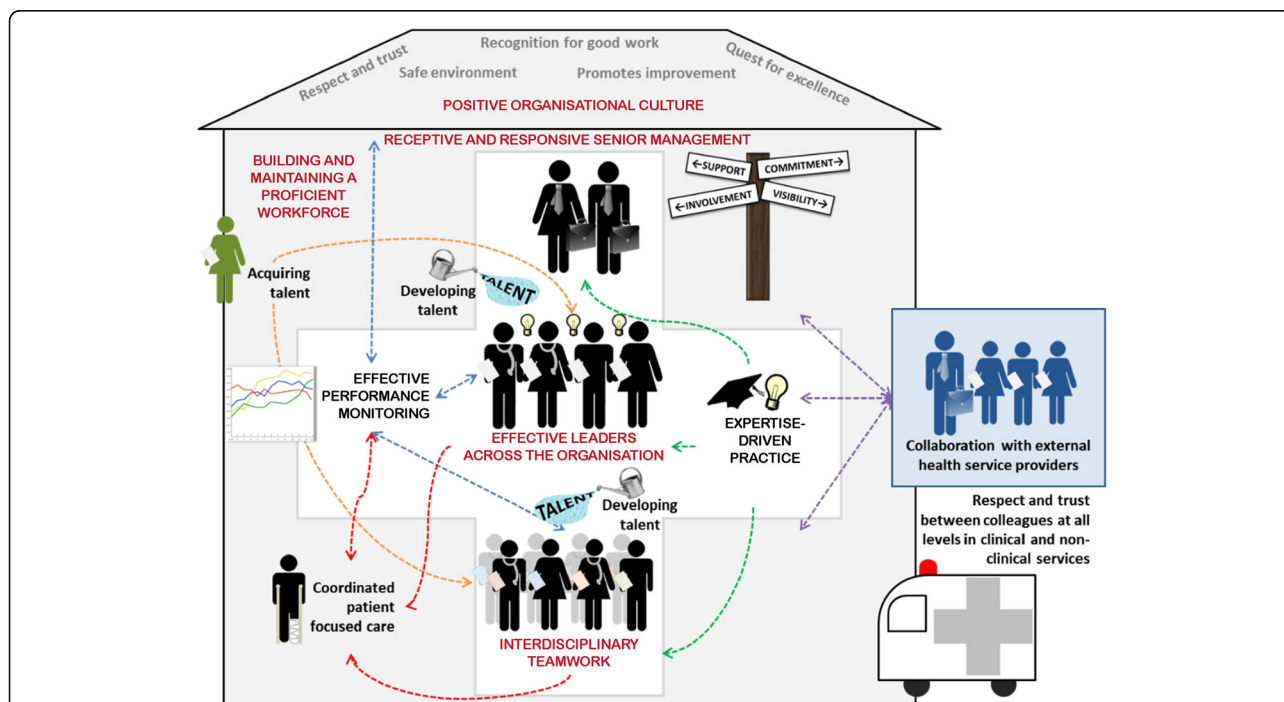 Recognition for good work
Respect and trust
Safe environment
Promotes improvement
Quest for excellence
POSITIVE ORGANISATIONAL CULTURE
RECEPTIVE AND RESPONSIVE SENIOR MANAGEMENT
BUILDING AND
MAINTAINING A
PROFICIENT
WORKFORCE
←SUPPORT
COMMITMENT→
←INVOLVEMENT
VISIBILITY→
Acquiring
talent
Developing
talent
TALENT
EFFECTIVE
PERFORMANCE
MONITORING
EFFECTIVE LEADERS
ACROSS THE ORGANISATION
EXPERTISE-
DRIVEN
PRACTICE
Collaboration with external
health service providers
TALENT
Developing
talent
Respect and trust
between colleagues at all
levels in clinical and non-
clinical services
Coordinated
patient
focused care
INTERDISCIPLINARY
TEAMWORK